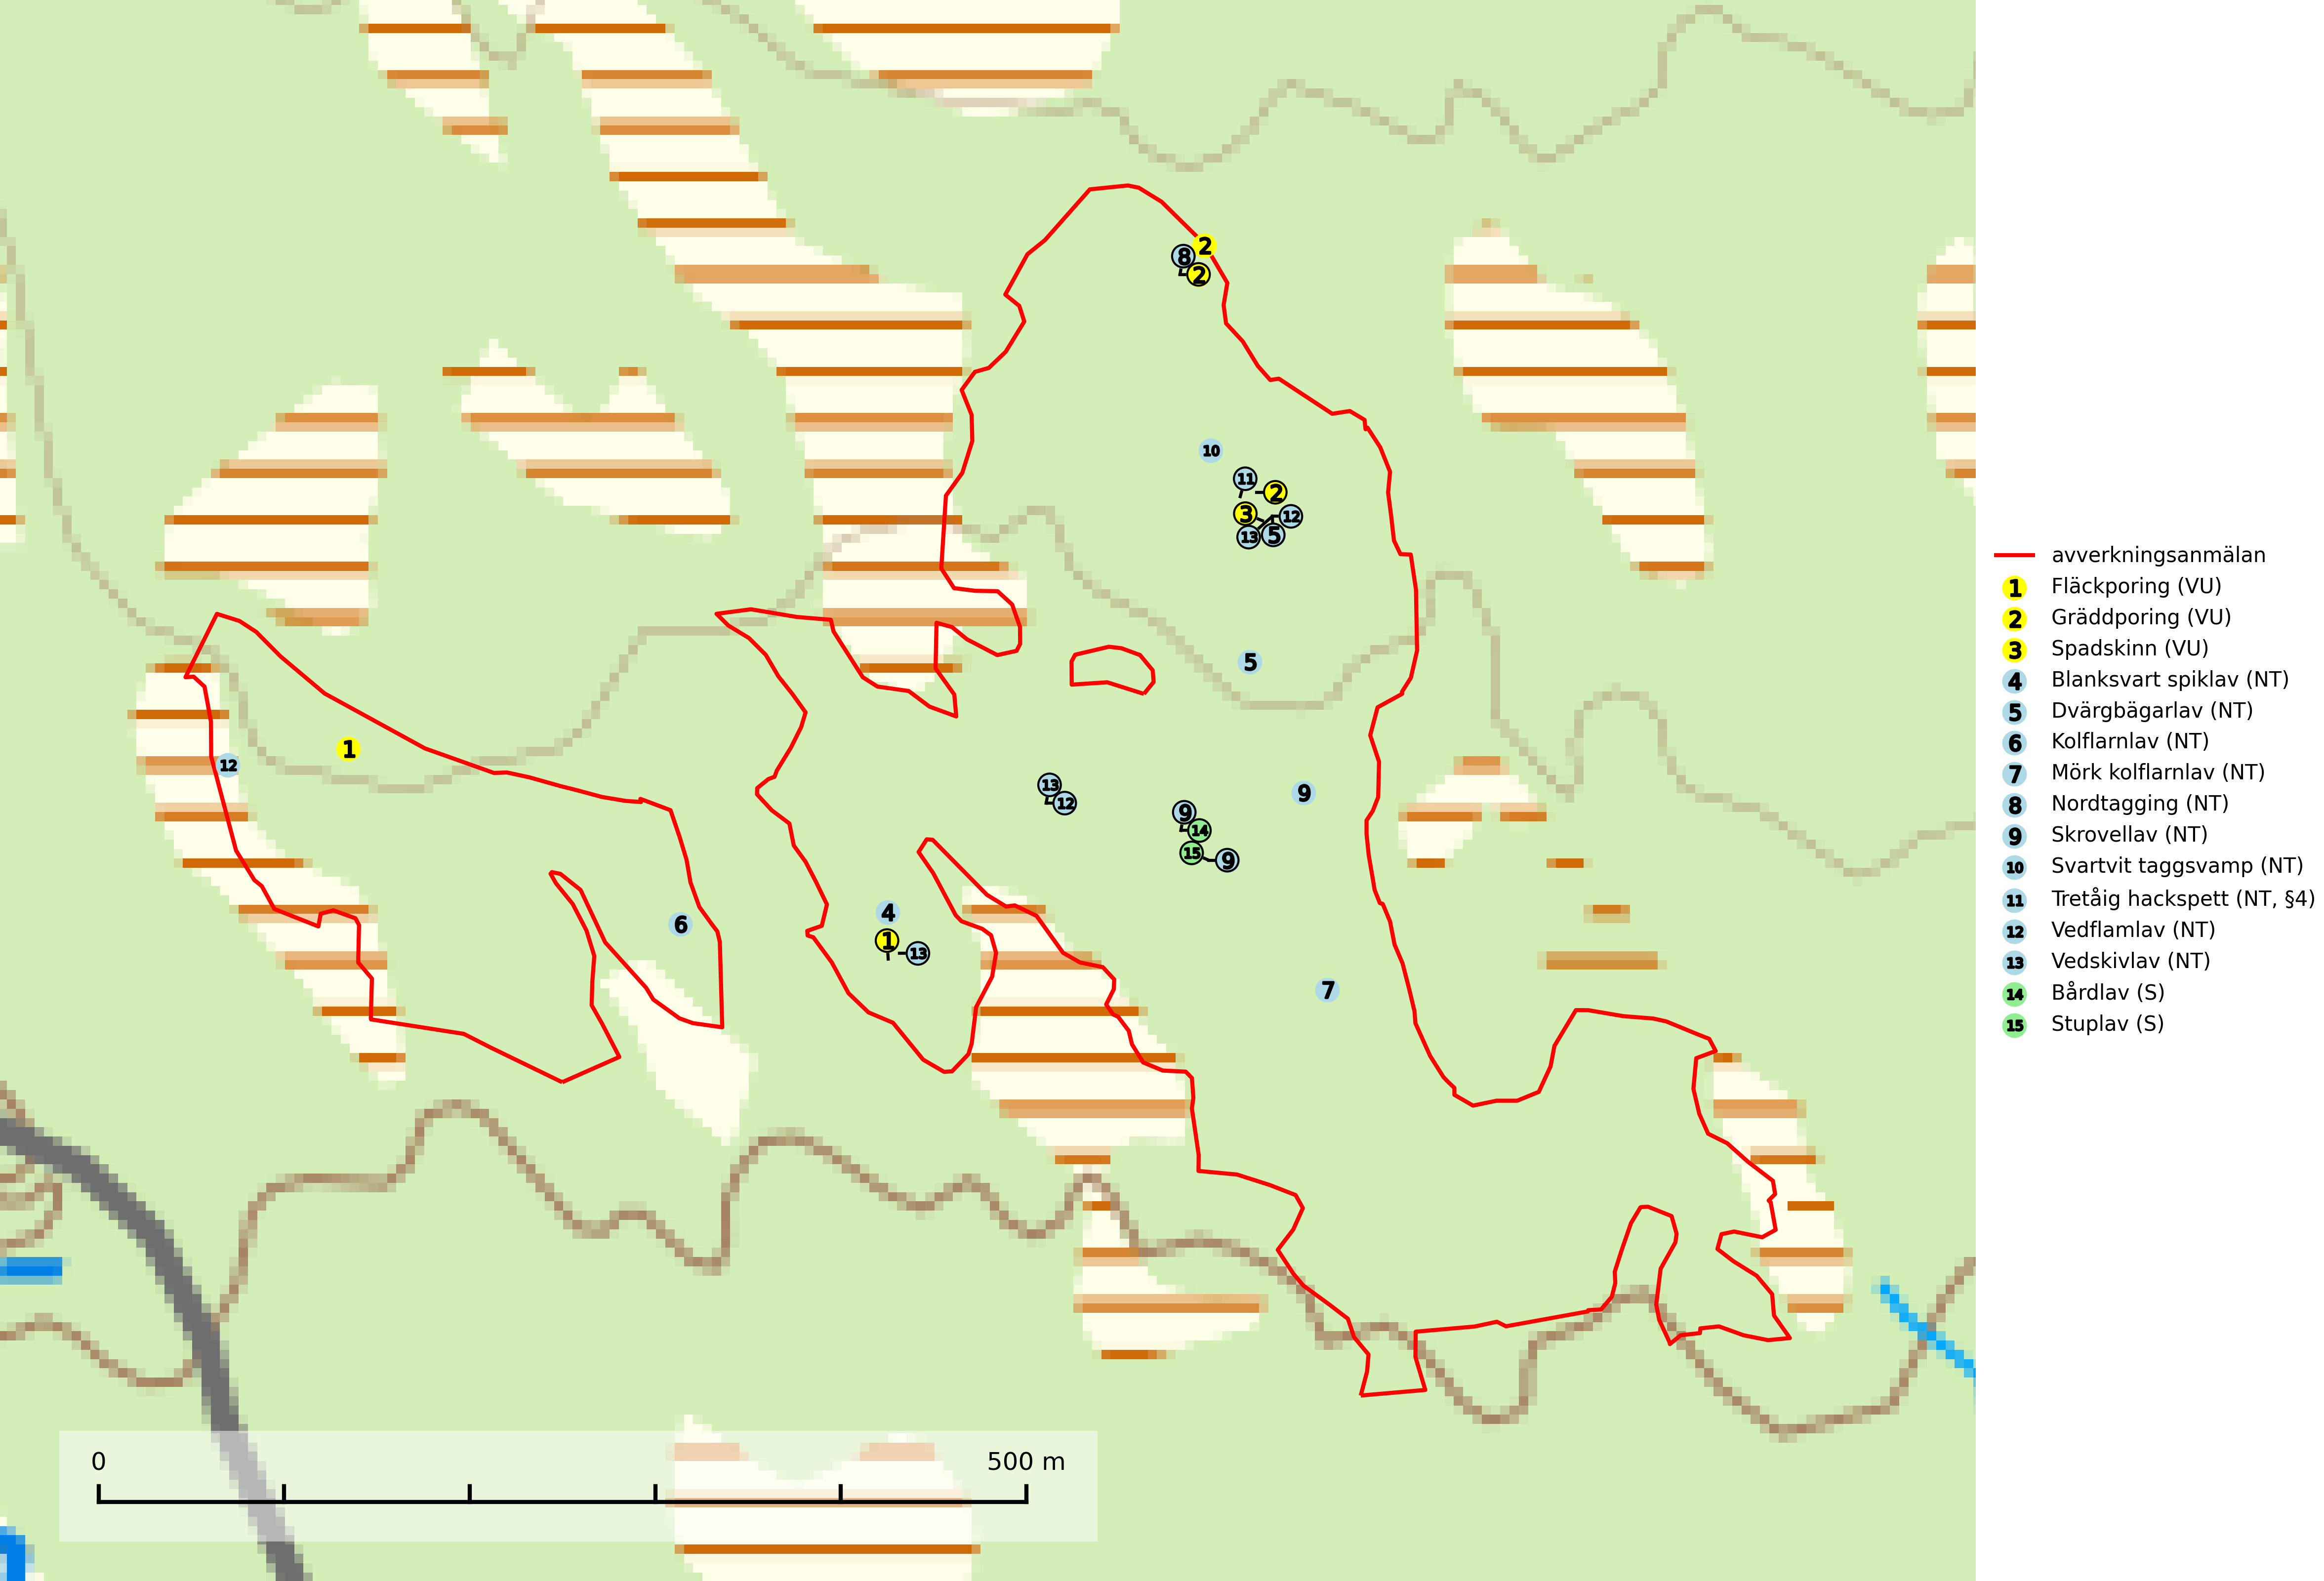 2
8
2
10
11
2
3
12
13
5
5
1
12
13
12
9
9
14
15
9
4
6
1
13
7
0
500 m
avverkningsanmälan
1 Fläckporing (VU)
2 Gräddporing (VU)
3 Spadskinn (VU)
4 Blanksvart spiklav (NT)
5 Dvärgbägarlav (NT)
6 Kolflarnlav (NT)
7 Mörk kolflarnlav (NT)
8 Nordtagging (NT)
9 Skrovellav (NT)
10 Svartvit taggsvamp (NT)
11 Tretåig hackspett (NT, §4)
12 Vedflamlav (NT)
13 Vedskivlav (NT)
14 Bårdlav (S)
15 Stuplav (S)